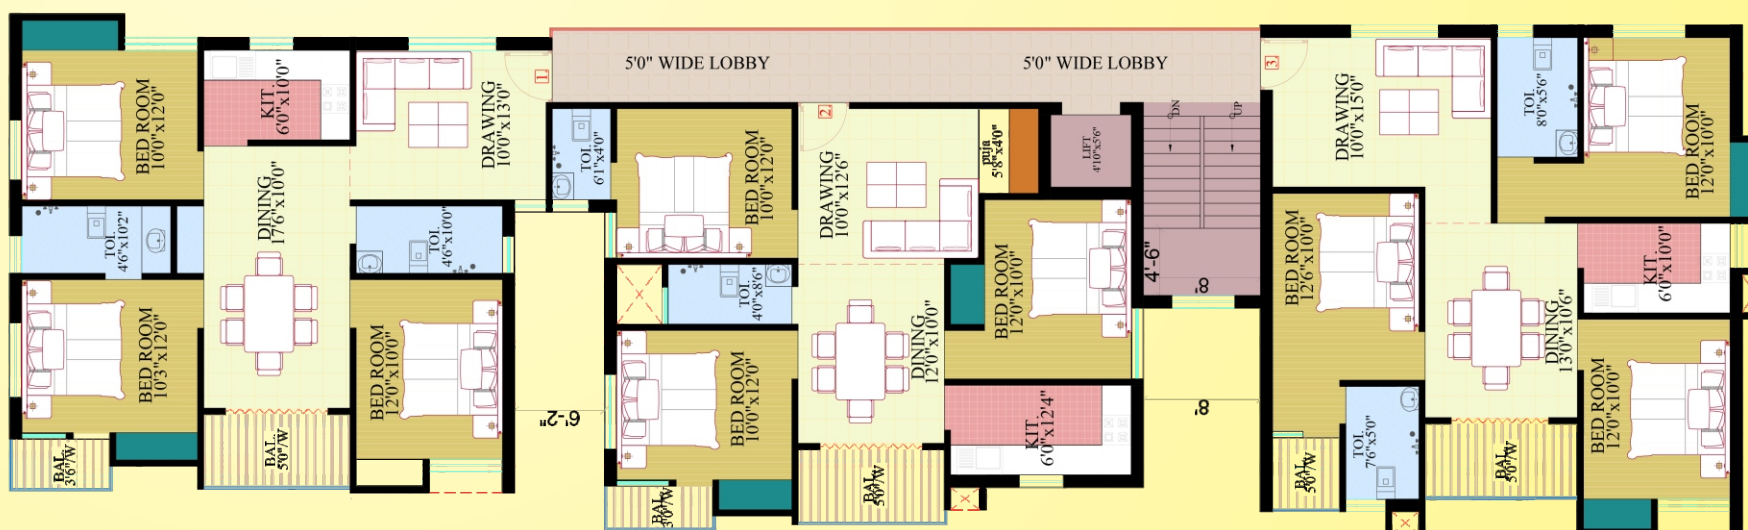 5'0" WIDE LOBBY
5'0" WIDE LOBBY
BED ROOM
10'0"x12'0"
KIT.
6'0"x10'0"
DRAWING
10'0"x13'0"
1
DINING
17'6"x10'0"
TOI.
4'6"x10'2"
TOI.
4'6"x10'0"
BED ROOM
10'3"x12'0"
BED ROOM
12'0"x10'0"
BAL.
3'6"/W
BAL.
5'0"/W
6'-2"
TOI.
6'1"x4'0"
BED ROOM
10'0"x12'0"
2
DRAWING
10'0"x12'6"
puja
5'8"x4'0"
LIFT
4'10"x5'6"
DN
UP
TOI.
4'0"x8'6"
BED ROOM
12'0"x10'0"
4'-6"
8'
BED ROOM
10'0"x12'0"
DINING
12'0"x10'0"
KIT.
6'0"x12'4"
8'
BAL
3'0"/W
BAL
5'0"/W
3
DRAWING
10'0"x15'0"
TOI.
8'0"x5'6"
BED ROOM
12'0"x10'0"
BED ROOM
12'6"x10'0"
KIT.
6'0"x10'0"
DINING
13'0"x10'6"
BED ROOM
12'0"x10'0"
TOI.
7'6"x5'0"
BAL
5'0"/W
BAL
5'0"/W